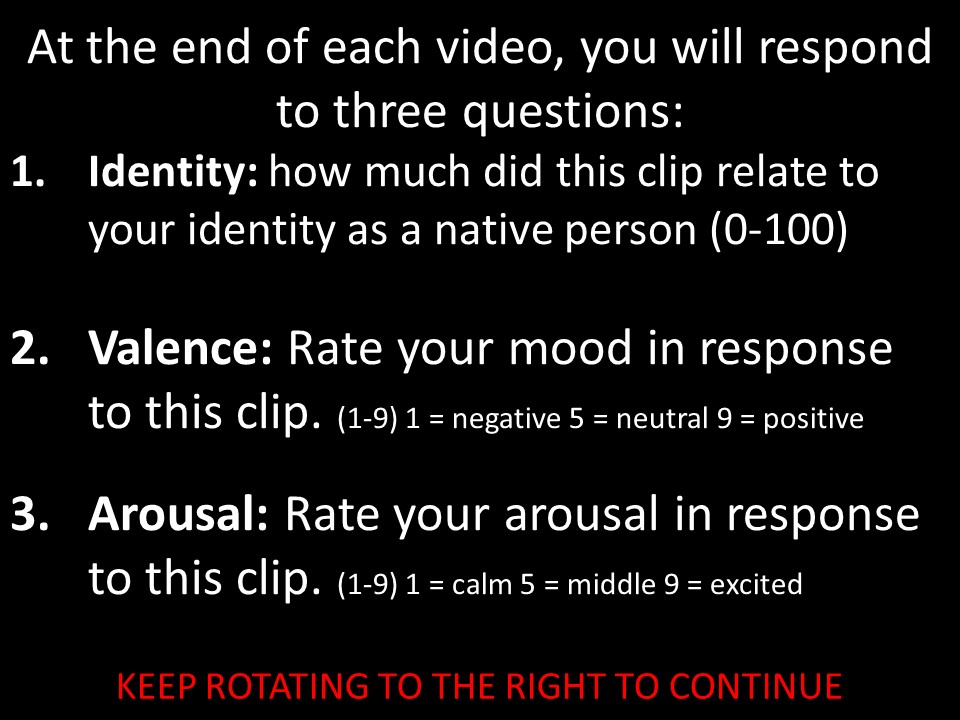 At the end of each video, you will respond
to three questions:
1. Identity: how much did this clip relate to
your identity as a native person (0-100)
2. Valence: Rate your mood in response
to this clip. (1-9) 1 = negative 5 = neutral 9 = positive
3. Arousal: Rate your arousal in response
to this clip. (1-9) 1 = calm 5 = middle 9 = excited
KEEP ROTATING TO THE RIGHT TO CONTINUE